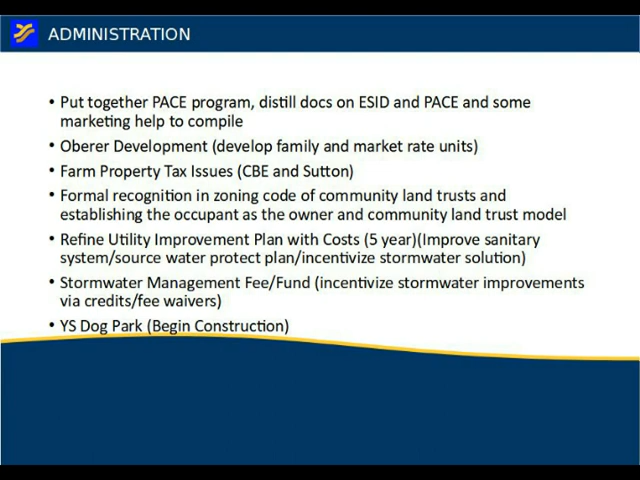 ADMINISTRATION
• Put together PACE program, distill docs on ESID and PACE and some
marketing help to compile
• Oberer Development (develop family and market rate units)
• Farm Property Tax Issues (CBE and Sutton)
• Formal recognition in zoning code of community land trusts and
establishing the occupant as the owner and community land trust model
• Refine Utility Improvement Plan with Costs (5 year)(Improve sanitary
system/source water protect plan/incentivize stormwater solution)
• Stormwater Management Fee/Fund (incentivize stormwater improvements
via credits/fee waivers)
• YS Dog Park (Begin Construction)